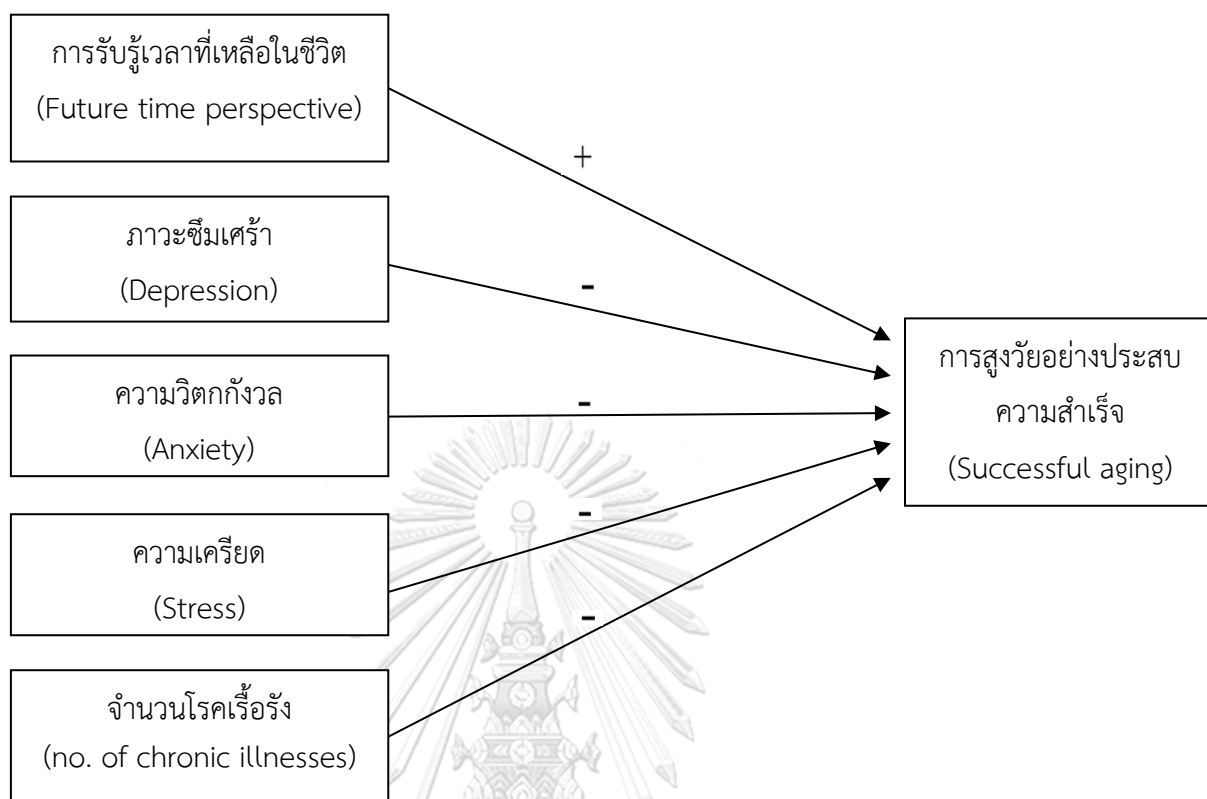 การรับรู้เวลาที่เหลือในชีวิต
(Future time perspective)
+
ภาวะซึมเศร้า
(Depression)
-
ความวิตกกังวล
(Anxiety)
-
ความเครียด
(Stress)
-
จำนวนโรคเรื้อรัง
(no. of chronic illnesses)
-
การสูงวัยอย่างประสบ
ความสำเร็จ
(Successful aging)